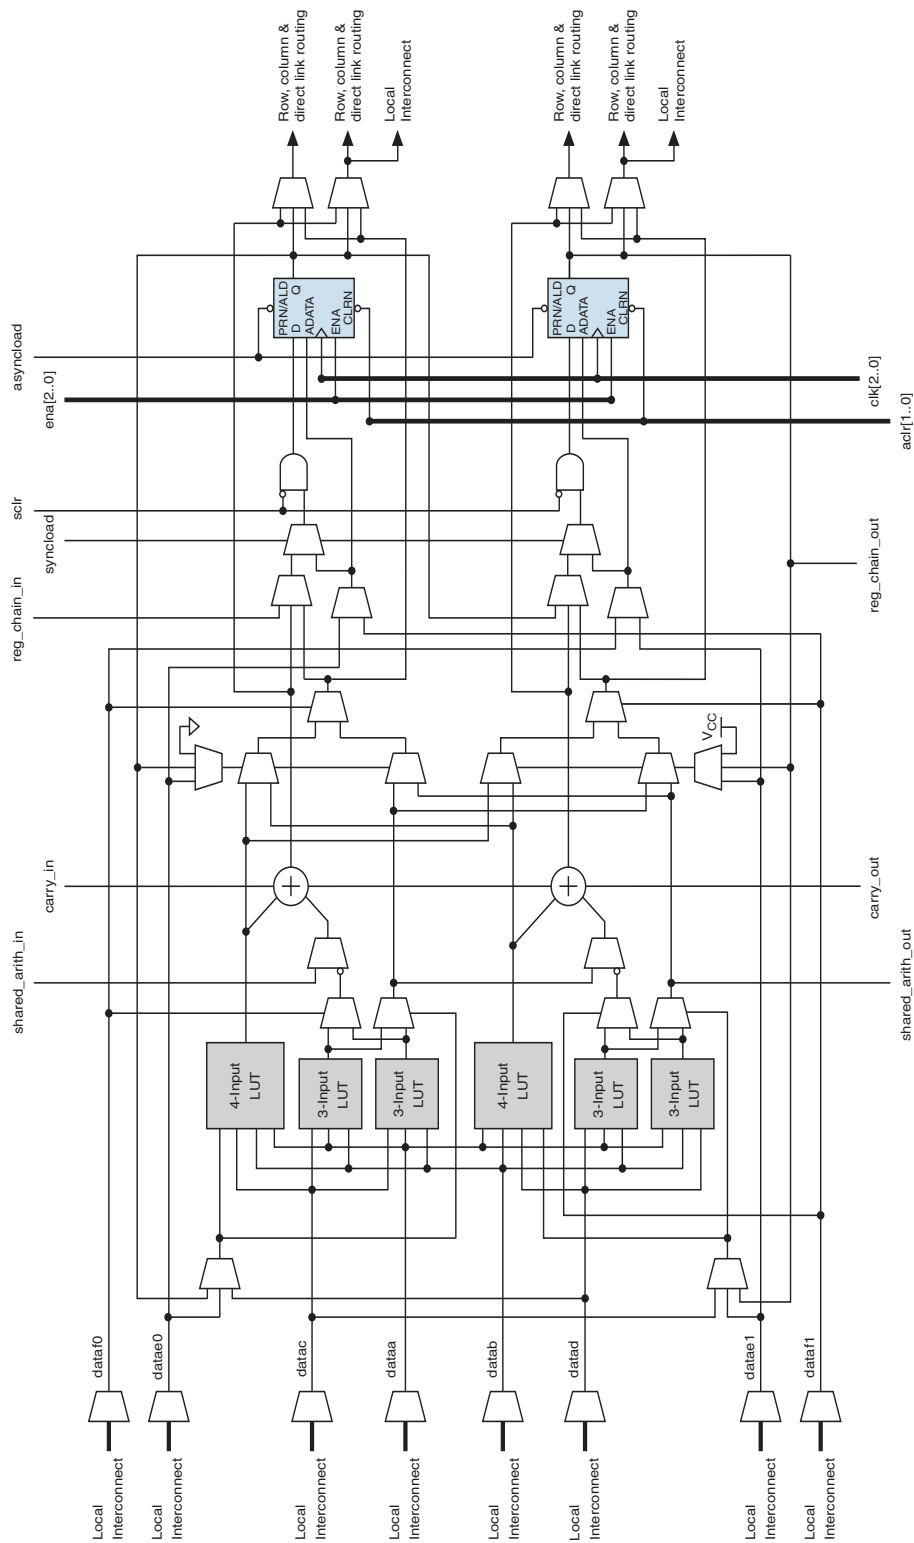 Row, column &
direct link routing
Row, column &
direct link routing
Local
Interconnect
Row, column &
direct link routing
Row, column &
direct link routing
Local
Interconnect
asyncload
ena[2..0]
PRN/ALD
D Q
ADATA
ENA
CLRN
PRN/ALD
D Q
ADATA
ENA
CLRN
clk[2..0]
aclr[1..0]
sclr
syncload
reg_chain_in
reg_chain_out
VCC
carry_in
+
+
carry_out
shared_arith_in
shared_arith_out
4-Input
LUT
3-Input
LUT
3-Input
LUT
4-Input
LUT
3-Input
LUT
3-Input
LUT
dataf0
datae0
datac
dataa
datab
datad
datae1
dataf1
Local
Interconnect
Local
Interconnect
Local
Interconnect
Local
Interconnect
Local
Interconnect
Local
Interconnect
Local
Interconnect
Local
Interconnect